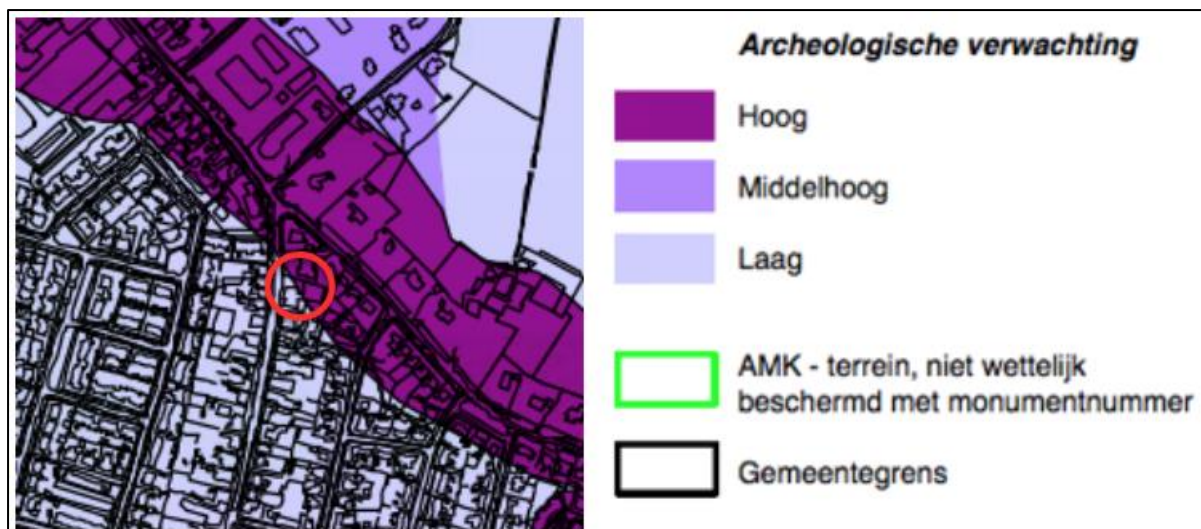 Archeologische verwachting
Hoog
Middelhoog
Laag
AMK - terrein, niet wettelijk
beschermd met monumentnummer
Gemeentegrens